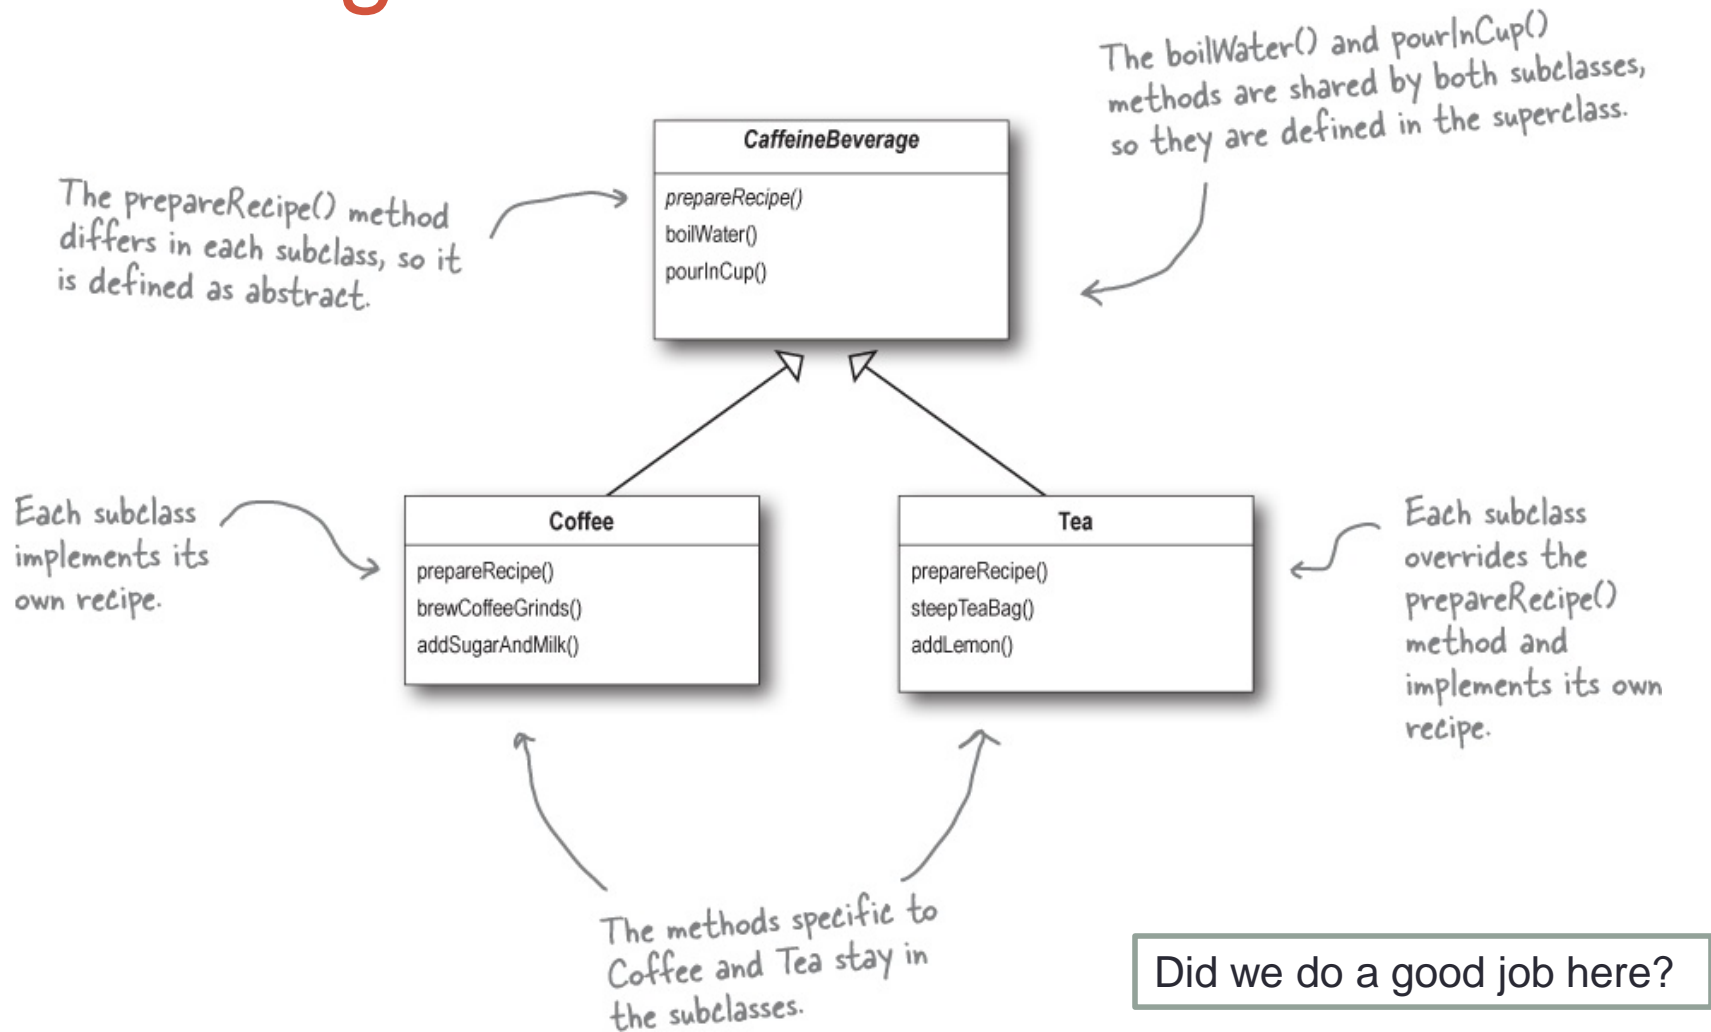 The boilWater() and pourInCup()
methods are shared by both subclasses,
so they are defined in the superclass.
CaffeineBeverage
prepareRecipe()
boilWater()
pourInCup()
The prepareRecipe() method
differs in each subclass, so it
is defined as abstract.
Each subclass
implements its
own recipe.
Coffee
prepareRecipe()
brewCoffeeGrinds()
addSugarAndMilk()
Tea
prepareRecipe()
steepTeaBag()
addLemon()
Each subclass
overrides the
prepareRecipe()
method and
implements its own
recipe.
The methods specific to
Coffee and Tea stay in
the subclasses.
Did we do a good job here?